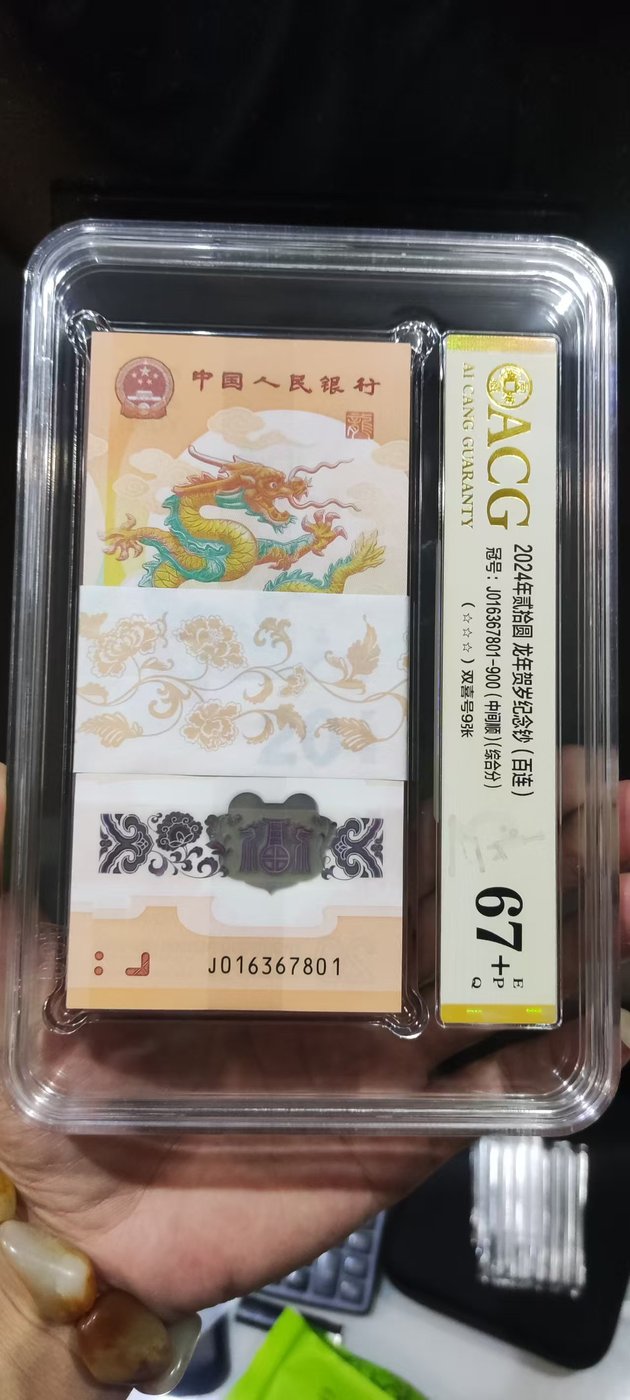 中国人民银行
龍
201
J016367801
ACG
AI CANG GUARANTY
2024年贰拾圆 龙年贺岁纪念钞（百连）
冠号：J016367801-900（中间顺）(综合分)
（☆☆☆）双喜号9张
67+
E
P
Q